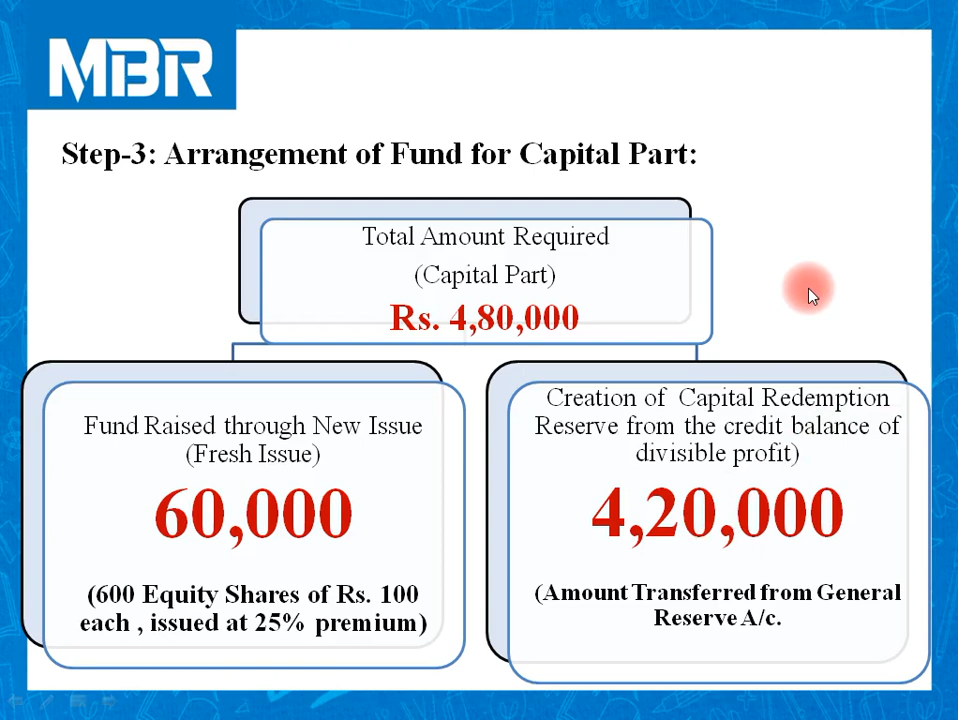 MBR
Step-3: Arrangement of Fund for Capital Part:
Total Amount Required
(Capital Part)
Rs. 4,80,000
Fund Raised through New Issue
(Fresh Issue)
60,000
(600 Equity Shares of Rs. 100
each , issued at 25% premium)
Creation of Capital Redemption
Reserve from the credit balance of
divisible profit)
4,20,000
(Amount Transferred from General
Reserve A/c.